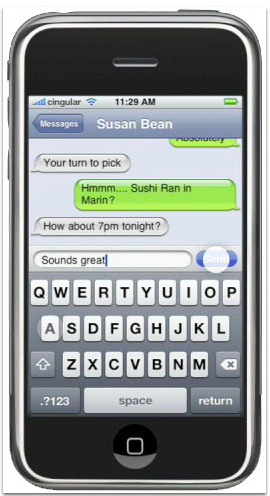 cingular 11:29 AM
Messages Susan Bean
Absolutely
Your turn to pick
Hmmm.... Sushi Ran in
Marin?
How about 7pm tonight?
Sounds great Send
Q W E R T Y U I O P
A S D F G H J K L
Z X C V B N M
.?123 space return